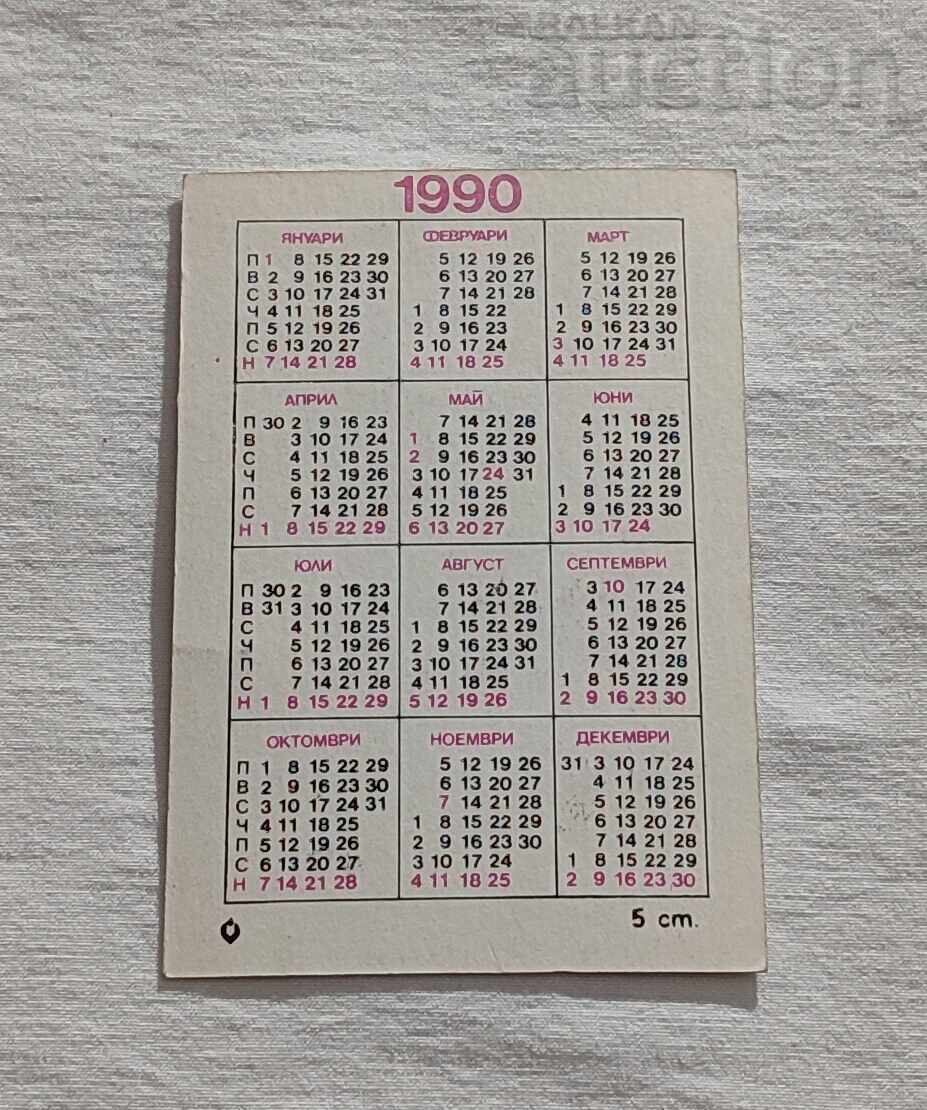 БАЛКАН
auction
1990
ЯНУАРИ
П 1 8 15 22 29
В 2 9 16 23 30
С 3 10 17 24 31
Ч 4 11 18 25
П 5 12 19 26
С 6 13 20 27
Н 7 14 21 28
ФЕВРУАРИ
5 12 19 26
6 13 20 27
7 14 21 28
1 8 15 22
2 9 16 23
3 10 17 24
4 11 18 25
МАРТ
5 12 19 26
6 13 20 27
7 14 21 28
1 8 15 22 29
2 9 16 23 30
3 10 17 24 31
4 11 18 25
АПРИЛ
П 30 2 9 16 23
В 3 10 17 24
С 4 11 18 25
Ч 5 12 19 26
П 6 13 20 27
С 7 14 21 28
Н 1 8 15 22 29
МАЙ
7 14 21 28
1 8 15 22 29
2 9 16 23 30
3 10 17 24 31
4 11 18 25
5 12 19 26
6 13 20 27
ЮНИ
4 11 18 25
5 12 19 26
6 13 20 27
7 14 21 28
1 8 15 22 29
2 9 16 23 30
3 10 17 24
ЮЛИ
П 30 2 9 16 23
В 31 3 10 17 24
С 4 11 18 25
Ч 5 12 19 26
П 6 13 20 27
С 7 14 21 28
Н 1 8 15 22 29
АВГУСТ
6 13 20 27
7 14 21 28
1 8 15 22 29
2 9 16 23 30
3 10 17 24 31
4 11 18 25
5 12 19 26
СЕПТЕМВРИ
3 10 17 24
4 11 18 25
5 12 19 26
6 13 20 27
7 14 21 28
1 8 15 22 29
2 9 16 23 30
ОКТОМВРИ
П 1 8 15 22 29
В 2 9 16 23 30
С 3 10 17 24 31
Ч 4 11 18 25
П 5 12 19 26
С 6 13 20 27
Н 7 14 21 28
НОЕМВРИ
5 12 19 26
6 13 20 27
7 14 21 28
1 8 15 22 29
2 9 16 23 30
3 10 17 24
4 11 18 25
ДЕКЕМВРИ
31 3 10 17 24
4 11 18 25
5 12 19 26
6 13 20 27
7 14 21 28
1 8 15 22 29
2 9 16 23 30
5 ст.